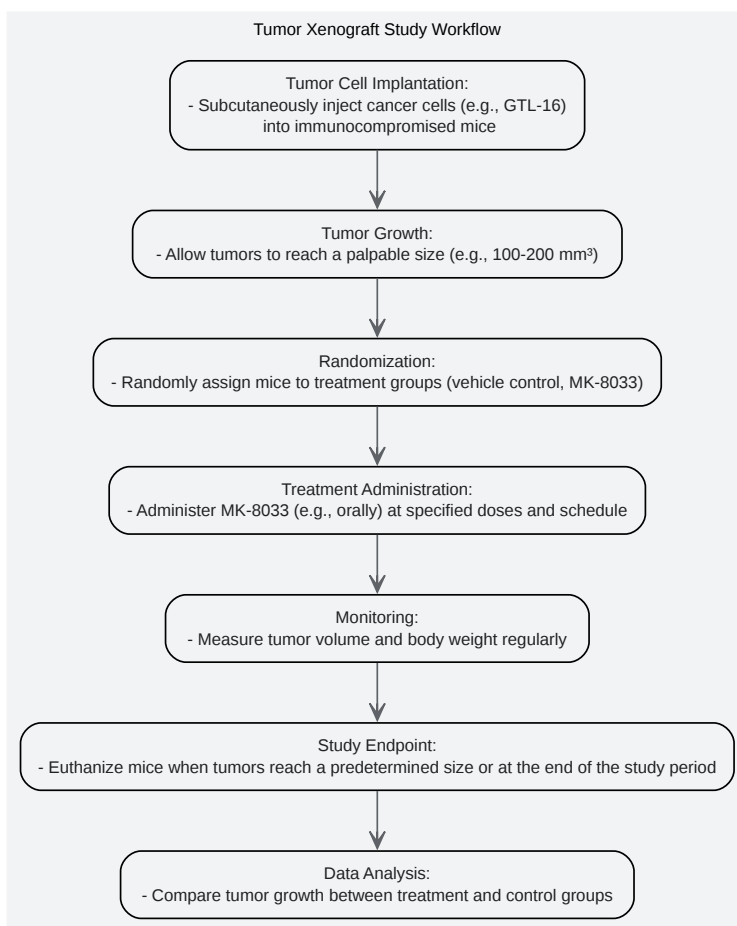 Tumor Xenograft Study Workflow
Tumor Cell Implantation:
- Subcutaneously inject cancer cells (e.g., GTL-16)
into immunocompromised mice
Tumor Growth:
- Allow tumors to reach a palpable size (e.g., 100-200 mm³)
Randomization:
- Randomly assign mice to treatment groups (vehicle control, MK-8033)
Treatment Administration:
- Administer MK-8033 (e.g., orally) at specified doses and schedule
Monitoring:
- Measure tumor volume and body weight regularly
Study Endpoint:
- Euthanize mice when tumors reach a predetermined size or at the end of the study period
Data Analysis:
- Compare tumor growth between treatment and control groups